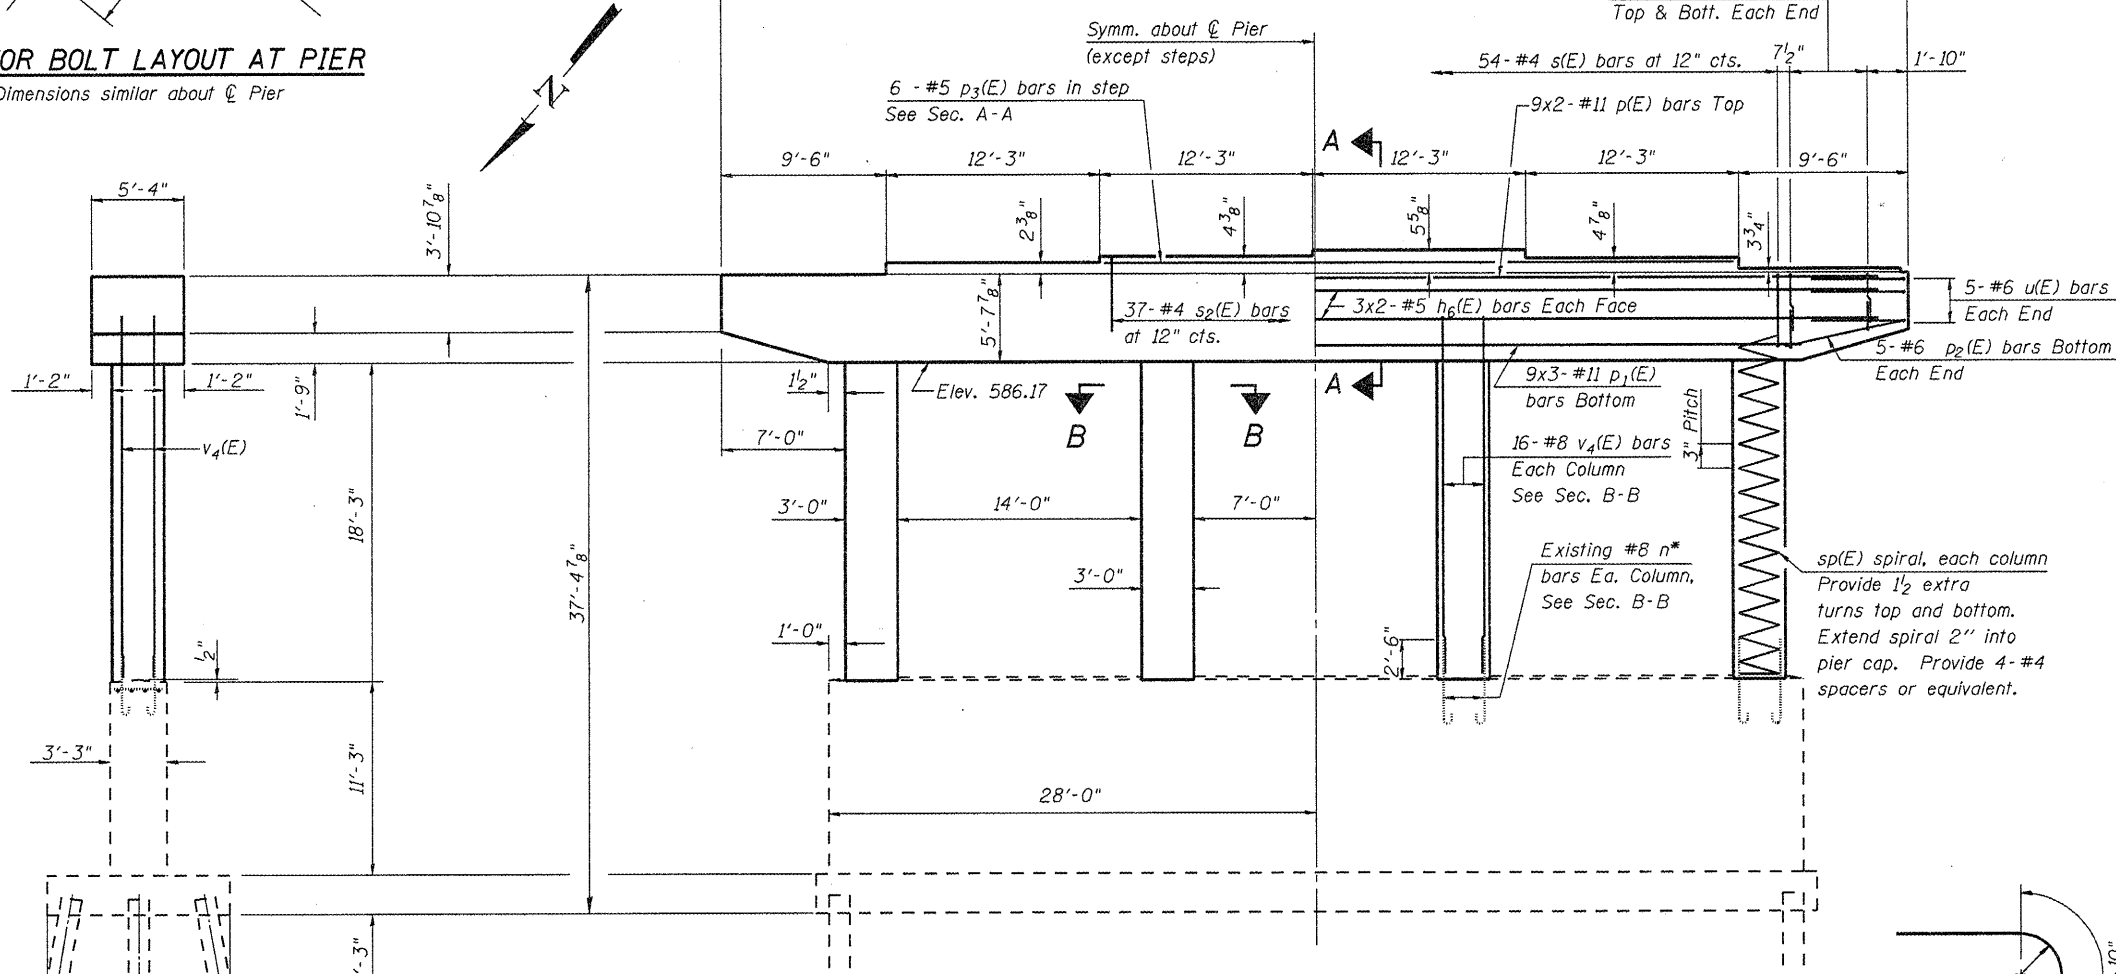 OR BOLT LAYOUT AT PIER
Dimensions similar about ℄ Pier
N
Symm. about ℄ Pier
(except steps)
6 - #5 p3(E) bars in step
See Sec. A-A
Top & Bott. Each End
54- #4 s(E) bars at 12" cts.
7½"
1'-10"
9x2- #11 p(E) bars Top
A
9'-6"
12'-3"
12'-3"
12'-3"
12'-3"
9'-6"
5'-4"
3'-10⅞"
2⅜"
4⅜"
5⅝"
4⅞"
3¾"
5'-7⅞"
37- #4 s2(E) bars
at 12" cts.
3x2- #5 h6(E) bars Each Face
5- #6 u(E) bars
Each End
5- #6 p2(E) bars Bottom
Each End
1'-2"
1'-2"
1'-9"
1½"
Elev. 586.17
A
9x3- #11 p1(E)
bars Bottom
B
B
3" Pitch
v4(E)
7'-0"
16- #8 v4(E) bars
Each Column
See Sec. B-B
18'-3"
3'-0"
14'-0"
7'-0"
37'-4⅞"
3'-0"
Existing #8 n*
bars Ea. Column,
See Sec. B-B
sp(E) spiral, each column
Provide 1½ extra
turns top and bottom.
Extend spiral 2" into
pier cap. Provide 4- #4
spacers or equivalent.
½"
1'-0"
2'-6"
3'-3"
11'-3"
28'-0"
'-3"